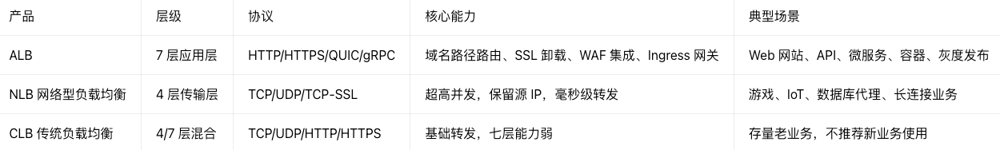 产品 层级 协议 核心能力 典型场景
ALB 7 层应用层 HTTP/HTTPS/QUIC/gRPC 域名路径路由、SSL 卸载、WAF 集成、Ingress 网关 Web 网站、API、微服务、容器、灰度发布
NLB 网络型负载均衡 4 层传输层 TCP/UDP/TCP-SSL 超高并发，保留源 IP，毫秒级转发 游戏、IoT、数据库代理、长连接业务
CLB 传统负载均衡 4/7 层混合 TCP/UDP/HTTP/HTTPS 基础转发，七层能力弱 存量老业务，不推荐新业务使用